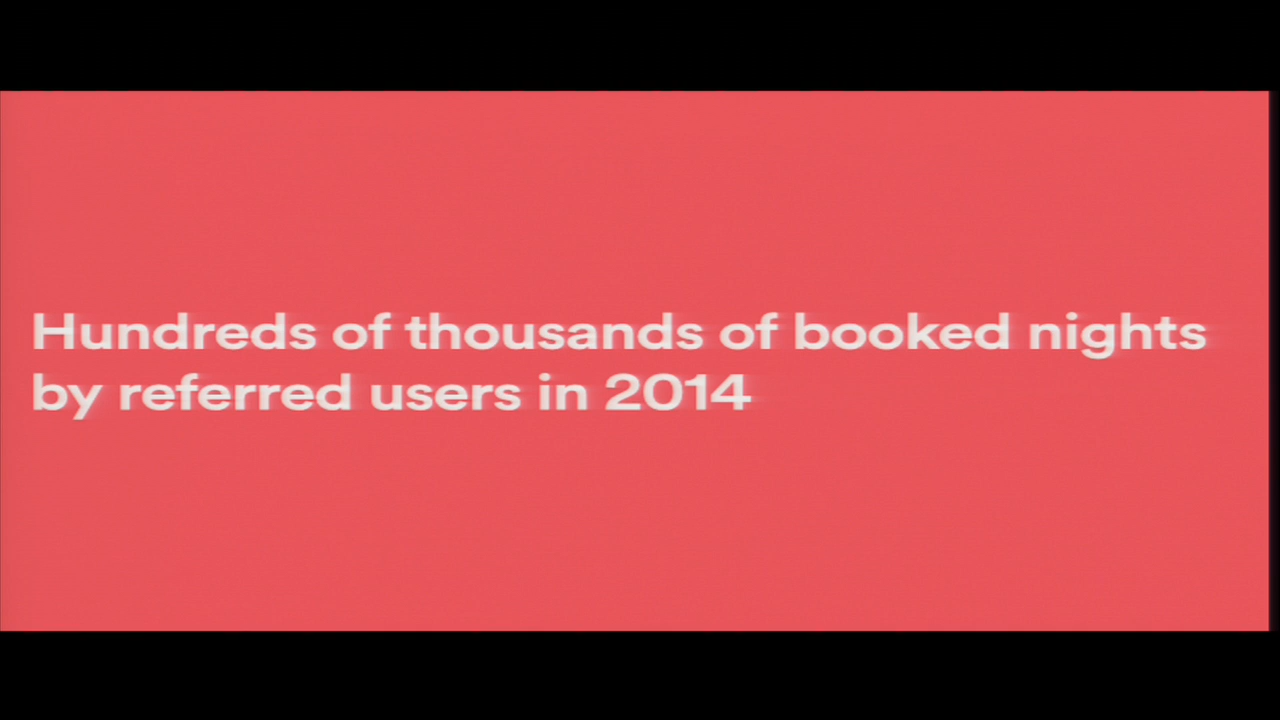 Hundreds of thousands of booked nights
by referred users in 2014